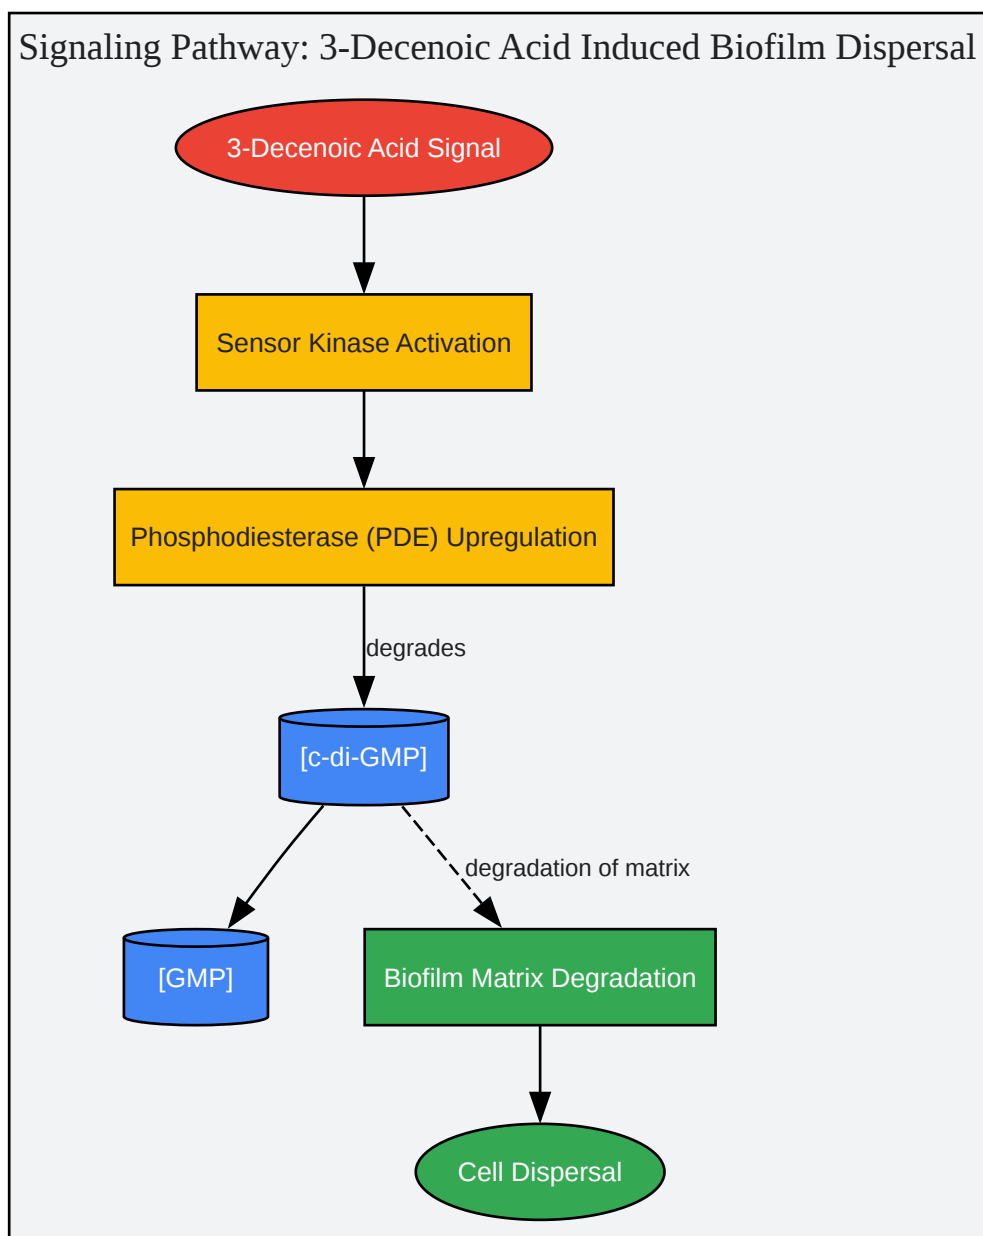 Signaling Pathway: 3-Decenoic Acid Induced Biofilm Dispersal
3-Decenoic Acid Signal
Sensor Kinase Activation
Phosphodiesterase (PDE) Upregulation
degrades
[c-di-GMP]
degradation of matrix
[GMP]
Biofilm Matrix Degradation
Cell Dispersal